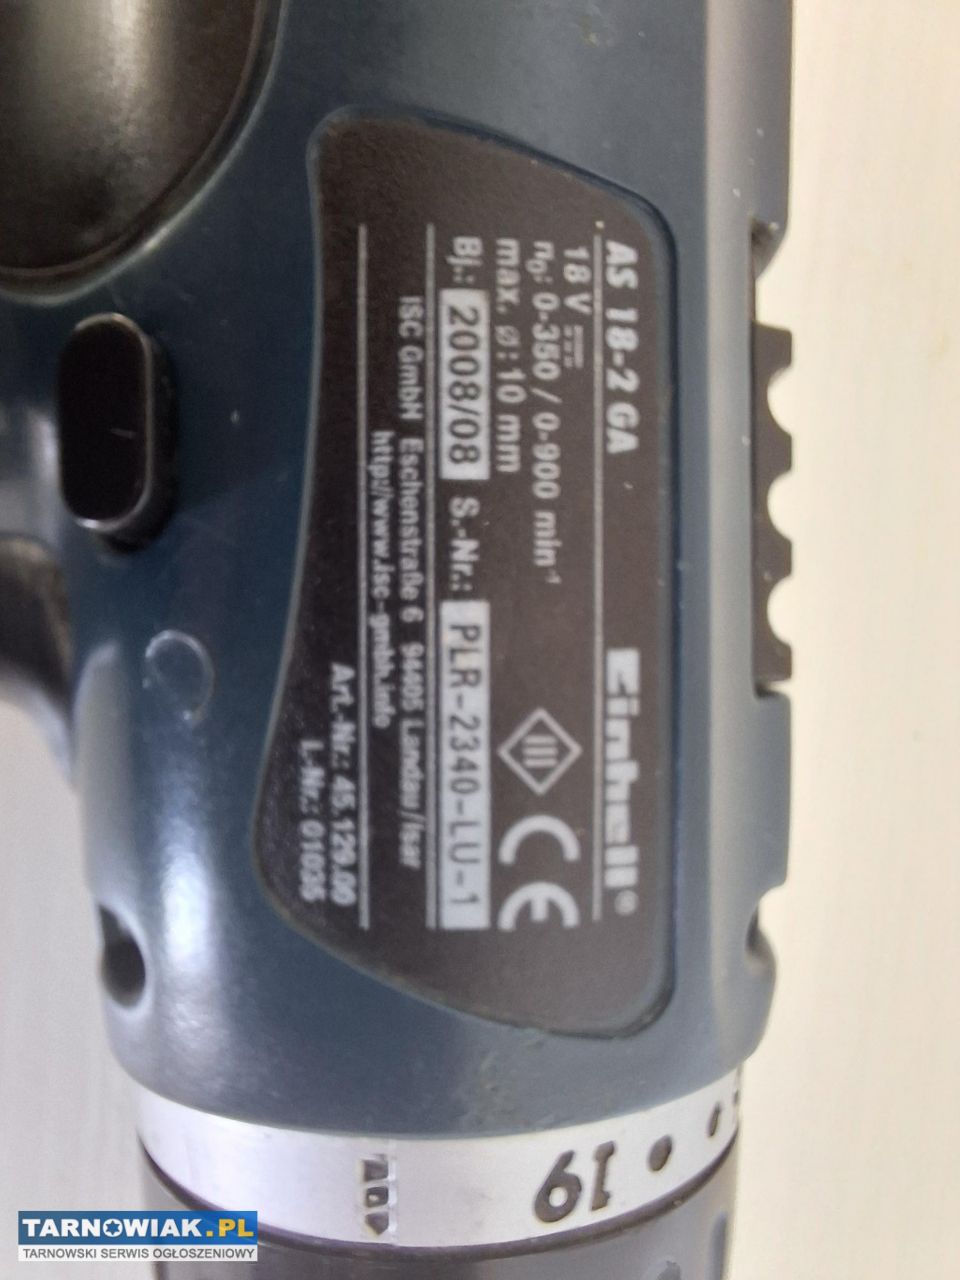 AS 18-2 GA
einhell®
18 V
n₀: 0-350 / 0-900 min⁻¹
max. ø: 10 mm
CE
Bj.: 2008/08 S.-Nr.: PLR-2340-LU-1
ISC GmbH Eschenstraße 6 94405 Landau/Isar
http://www.isc-gmbh.info
Art.-Nr.: 45.129.00
I.-Nr.: 01035
19
TARNOWIAK.PL
TARNOWSKI SERWIS OGŁOSZENIOWY